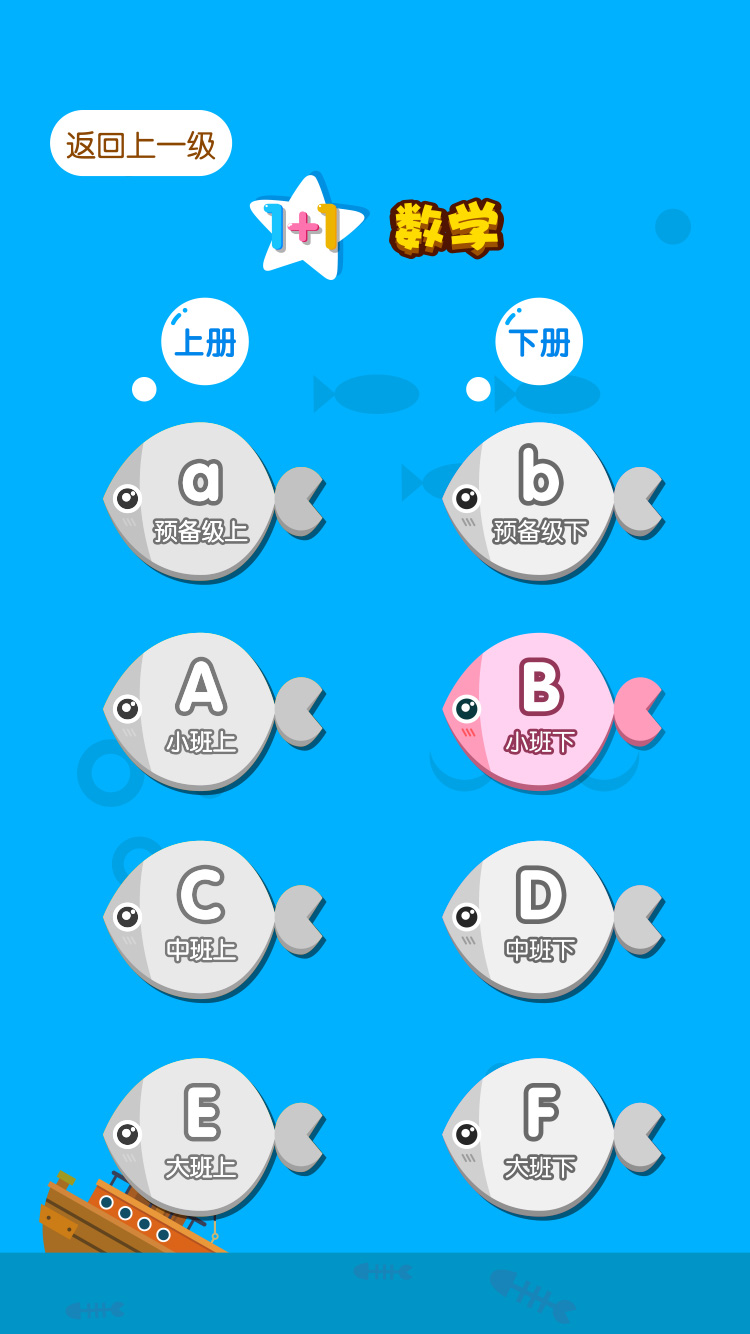 返回上一级
1+1 数学
上册 下册
a b
预备级上 预备级下
A B
小班上 小班下
C D
中班上 中班下
E F
大班上 大班下